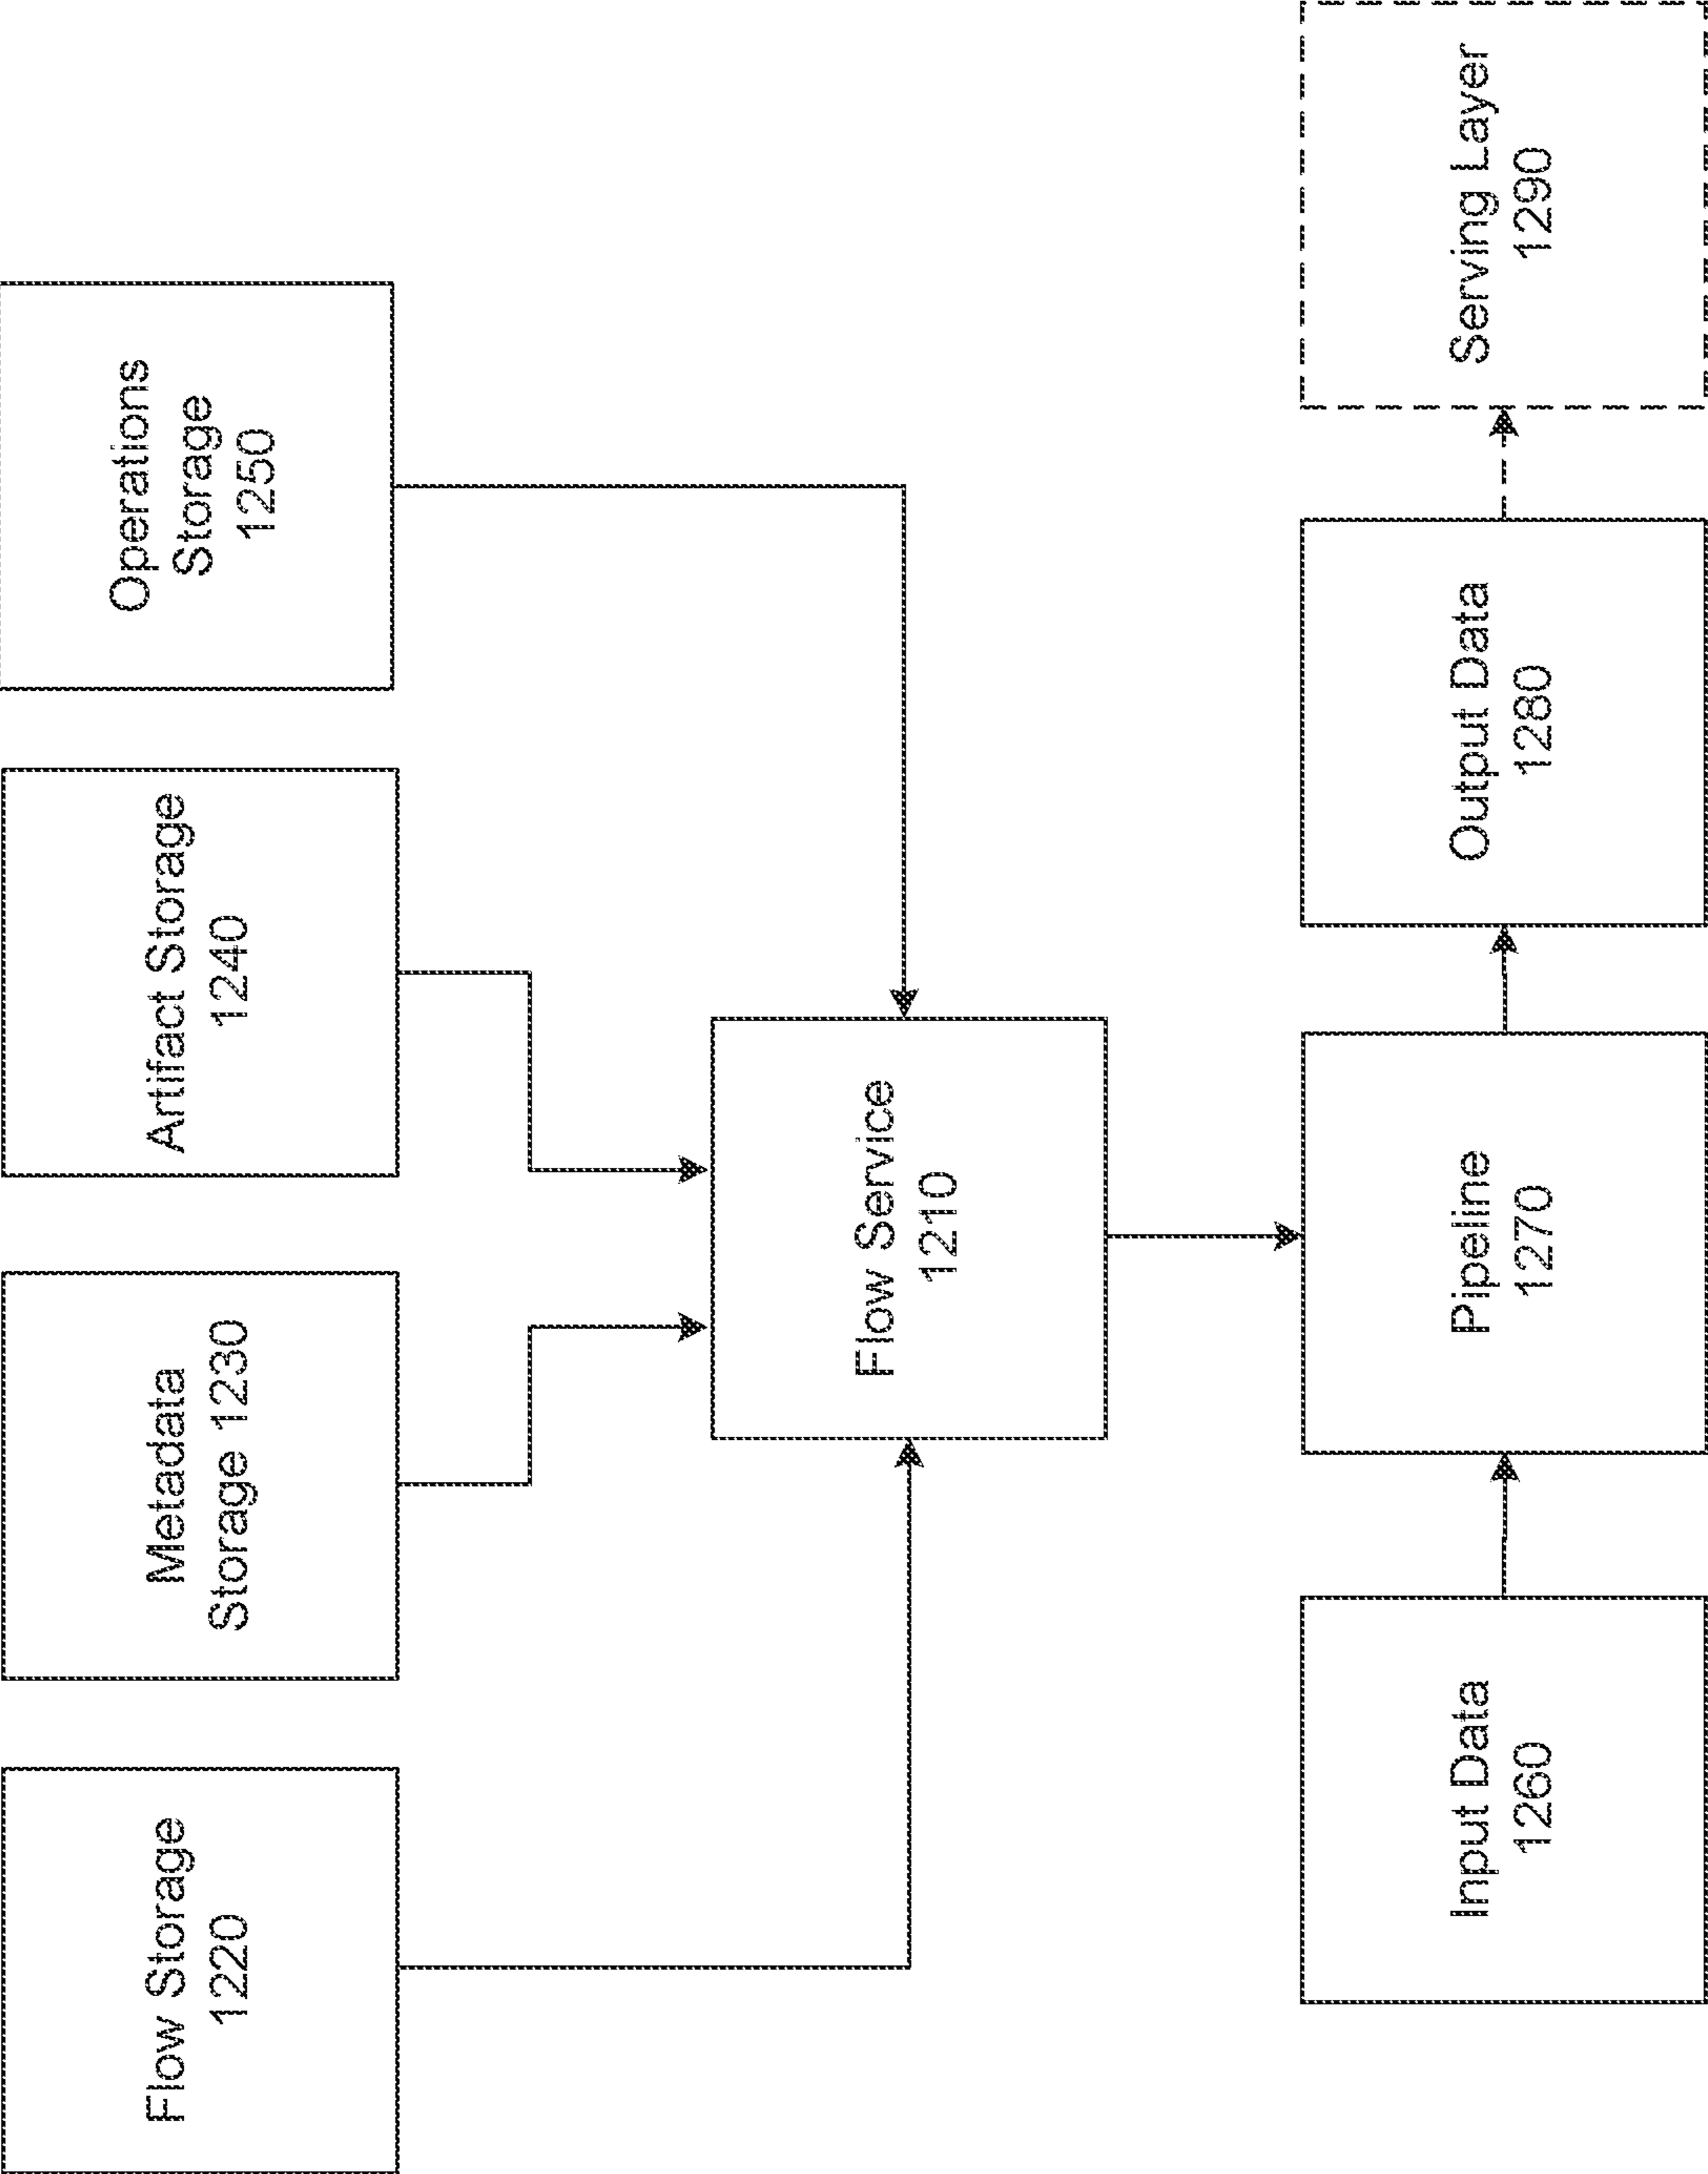 Flow Storage
1220
Metadata
Storage 1230
Artifact Storage
1240
Operations
Storage
1250
Flow Service
1210
Input Data
1260
Pipeline
1270
Output Data
1280
Serving Layer
1290